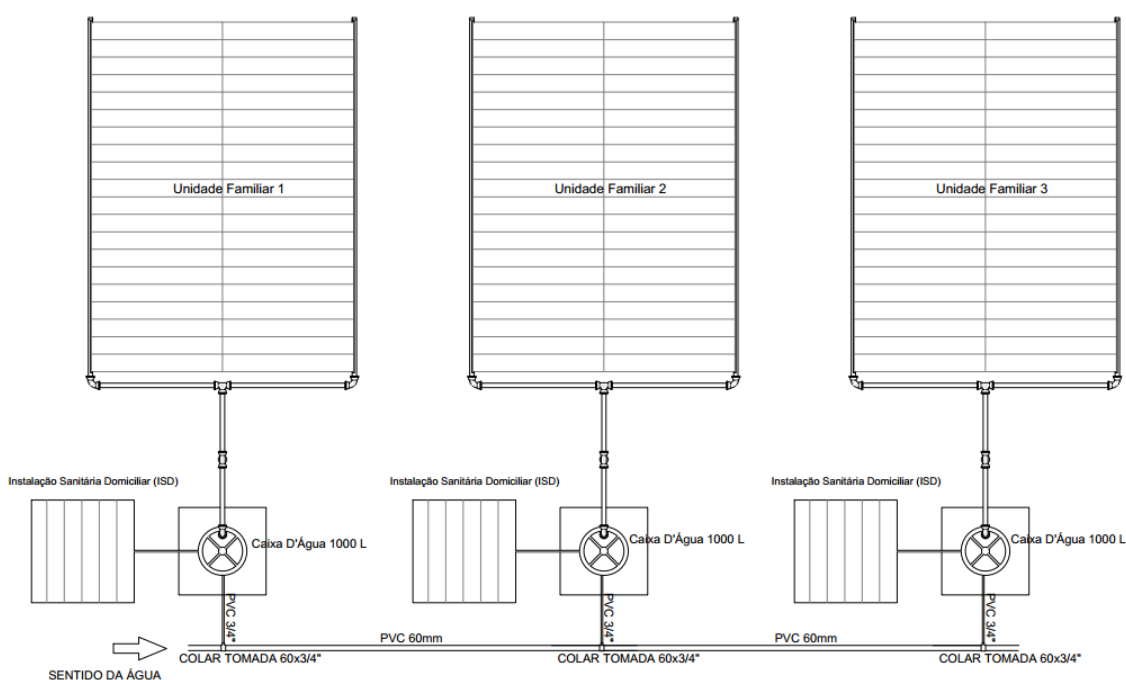 Unidade Familiar 1
Unidade Familiar 2
Unidade Familiar 3
Instalação Sanitária Domiciliar (ISD)
Instalação Sanitária Domiciliar (ISD)
Instalação Sanitária Domiciliar (ISD)
Caixa D'Água 1000 L
Caixa D'Água 1000 L
Caixa D'Água 1000 L
PVC 3/4"
PVC 3/4"
PVC 3/4"
PVC 60mm
PVC 60mm
COLAR TOMADA 60x3/4"
COLAR TOMADA 60x3/4"
COLAR TOMADA 60x3/4"
SENTIDO DA ÁGUA